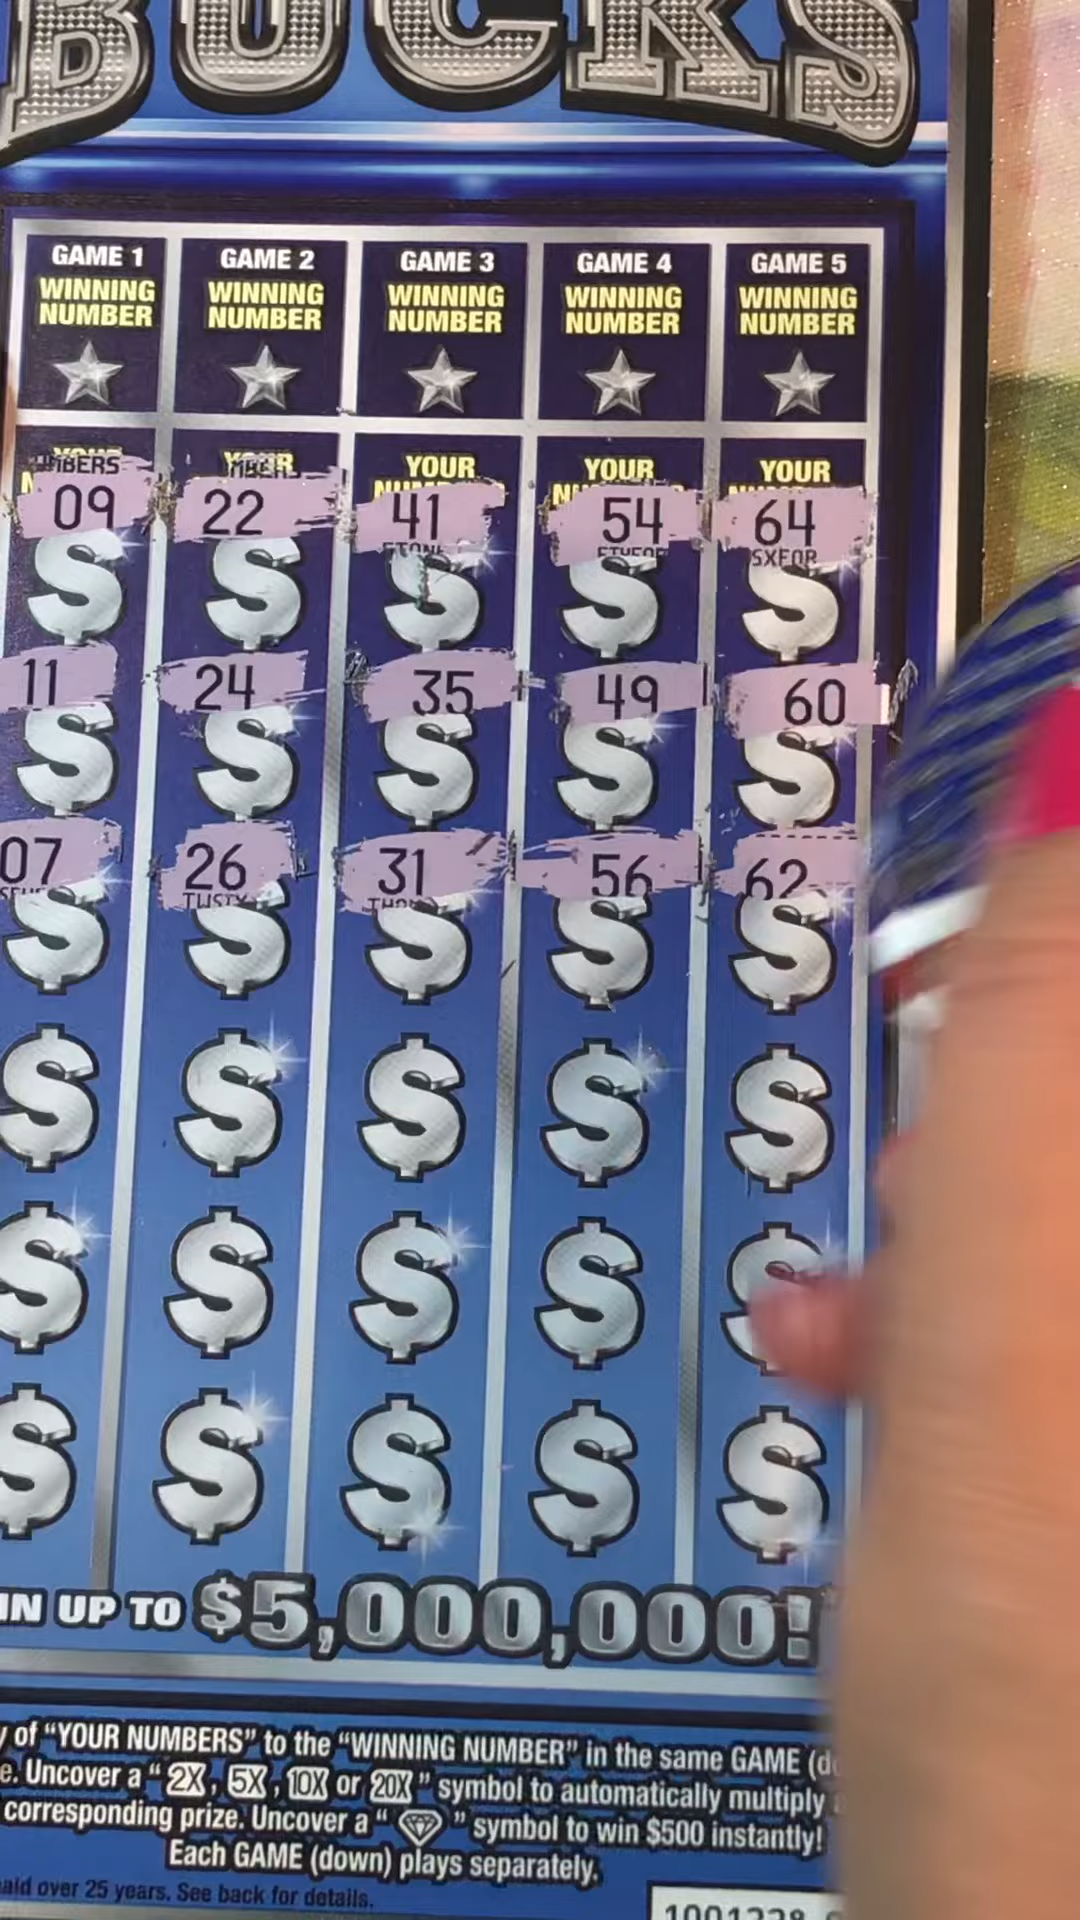 BUCKS
GAME 1 GAME 2 GAME 3 GAME 4 GAME 5
WINNING WINNING WINNING WINNING WINNING
NUMBER NUMBER NUMBER NUMBER NUMBER
YOUR YOUR YOUR
09 22 41 54 64
SXFOR
11 24 35 49 60
07 26 31 56 62
TWSIX
IN UP TO $5,000,000!
of “YOUR NUMBERS” to the “WINNING NUMBER” in the same GAME
Uncover a “2X, 5X, 10X or 20X” symbol to automatically multiply
corresponding prize. Uncover a “ ” symbol to win $500 instantly!
Each GAME (down) plays separately.
over 25 years. See back for details.